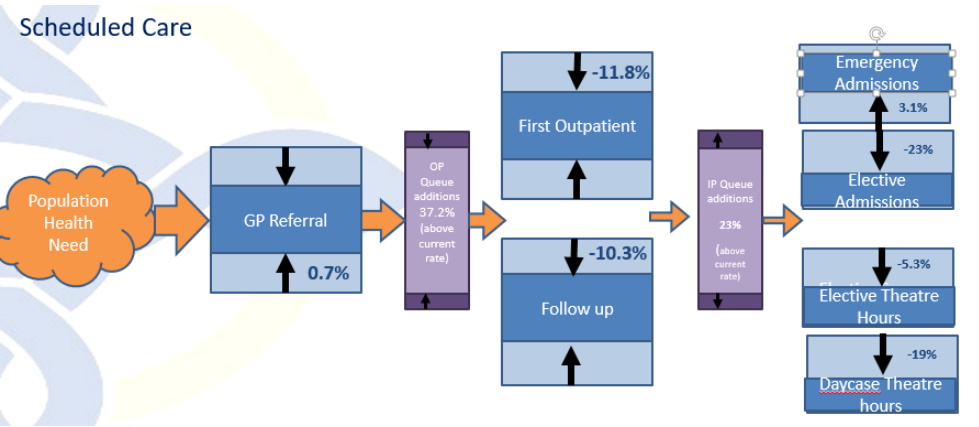 Scheduled Care
Population
Health
Need
GP Referral
0.7%
OP
Queue
additions
37.2%
(above
current
rate)
-11.8%
First Outpatient
-10.3%
Follow up
IP Queue
additions
23%
(above
current
rate)
Emergency
Admissions
3.1%
-23%
Elective
Admissions
-5.3%
Elective Theatre
Hours
-19%
Daycase Theatre
hours